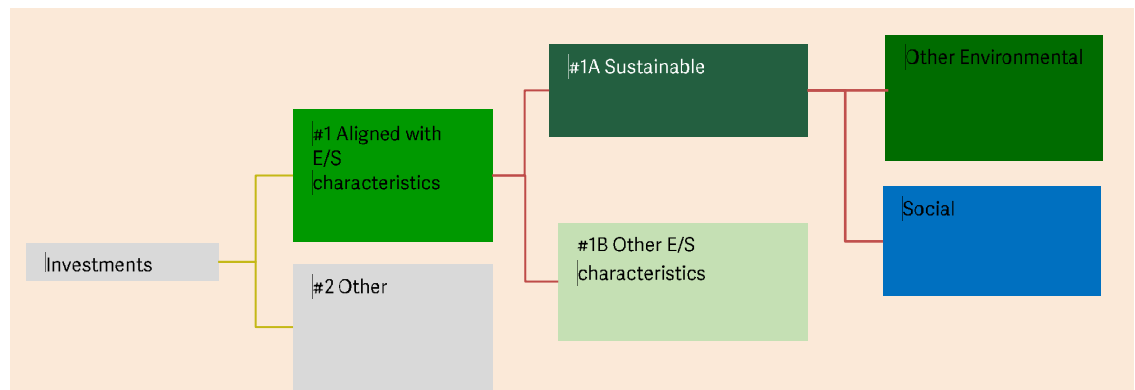 #1A Sustainable
Other Environmental
#1 Aligned with
E/S
characteristics
Social
#1B Other E/S
characteristics
Investments
#2 Other